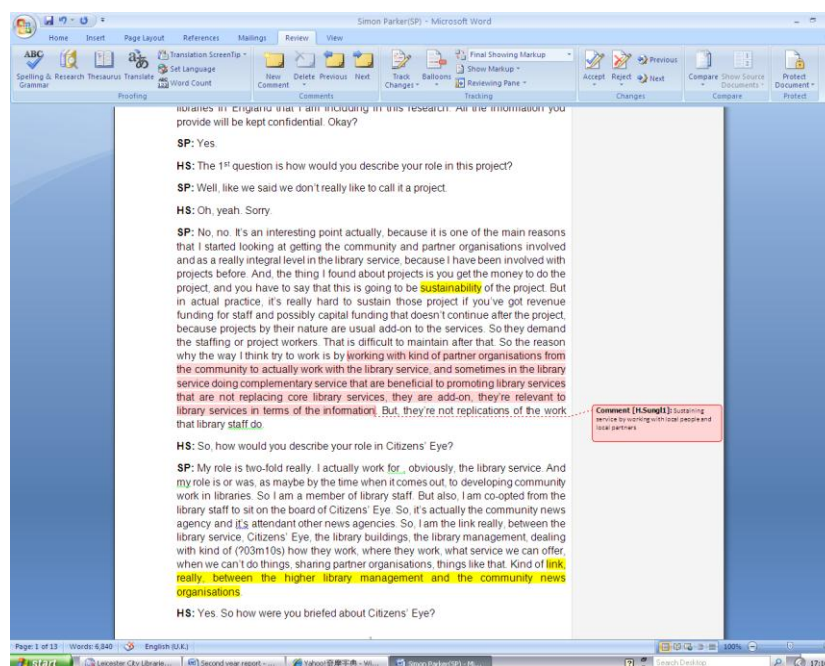 Simon Parker(SP) - Microsoft Word
Home Insert Page Layout References Mailings Review View
ABC
Spelling & Grammar Research Thesaurus Translate
Translation ScreenTip
Set Language
Word Count
Proofing
New Comment Delete Previous Next
Comments
Track Changes Balloons
Final Showing Markup
Show Markup
Reviewing Pane
Tracking
Accept Reject Previous
Next
Changes
Compare Show Source Documents
Compare
Protect Document
Protect
libraries in England that I am including in this research. All the information you
provide will be kept confidential. Okay?
SP: Yes.
HS: The 1st question is how would you describe your role in this project?
SP: Well, like we said we don't really like to call it a project.
HS: Oh, yeah. Sorry.
SP: No, no. It's an interesting point actually, because it is one of the main reasons
that I started looking at getting the community and partner organisations involved
and as a really integral level in the library service, because I have been involved with
projects before. And, the thing I found about projects is you get the money to do the
project, and you have to say that this is going to be sustainability of the project. But
in actual practice, it's really hard to sustain those project if you've got revenue
funding for staff and possibly capital funding that doesn't continue after the project,
because projects by their nature are usual add-on to the services. So they demand
the staffing or project workers. That is difficult to maintain after that. So the reason
why the way I think try to work is by working with kind of partner organisations from
the community to actually work with the library service, and sometimes in the library
service doing complementary service that are beneficial to promoting library services
that are not replacing core library services, they are add-on, they're relevant to
library services in terms of the information. But, they're not replications of the work
that library staff do.
Comment [H.Sungl1]: Sustaining
service by working with local people and
local partners
HS: So, how would you describe your role in Citizens' Eye?
SP: My role is two-fold really. I actually work for , obviously, the library service. And
my role is or was, as maybe by the time when it comes out, to developing community
work in libraries. So I am a member of library staff. But also, I am co-opted from the
library staff to sit on the board of Citizens' Eye. So, it's actually the community news
agency and it's attendant other news agencies. So, I am the link really, between the
library service, Citizens' Eye, the library buildings, the library management, dealing
with kind of (?03m10s) how they work, where they work, what service we can offer,
when we can't do things, sharing partner organisations, things like that. Kind of link,
really, between the higher library management and the community news
organisations.
HS: Yes. So how were you briefed about Citizens' Eye?
Page: 1 of 13 Words: 6,840 English (U.K.) 100%
start Leicester City Librarie... Second year report - ... Simon Parker(SP) - Mi... Search Desktop